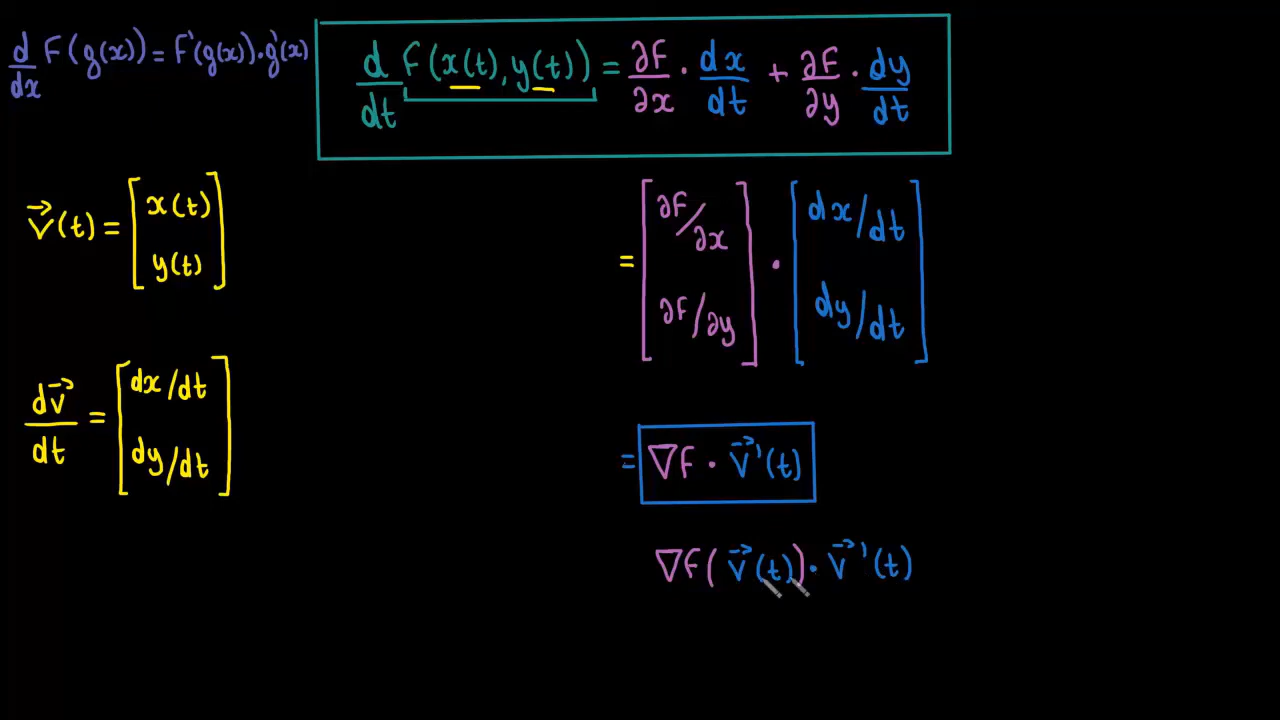 d/dx F(g(x)) = F'(g(x))·g'(x)
d/dt f(x(t), y(t)) = ∂F/∂x · dx/dt + ∂F/∂y · dy/dt
v⃗(t) = [x(t) y(t)]
= [∂F/∂x ∂F/∂y] · [dx/dt dy/dt]
dv⃗/dt = [dx/dt dy/dt]
= ∇F · v⃗'(t)
∇F(v⃗(t)) · v⃗'(t)